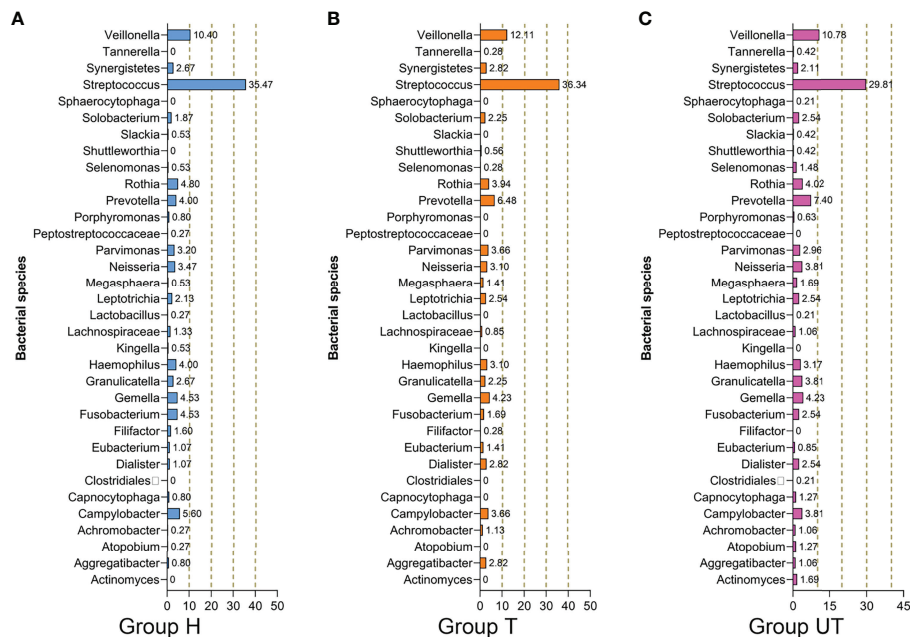 A
Bacterial species
Veillonella 10.40
Tannerella 0
Synergistetes 2.67
Streptococcus 35.47
Sphaerocytophaga 0
Solobacterium 1.87
Slackia 0.53
Shuttleworthia 0
Selenomonas 0.53
Rothia 4.80
Prevotella 4.00
Porphyromonas 0.80
Peptostreptococcaceae 0.27
Parvimonas 3.20
Neisseria 3.47
Megasphaera 0.53
Leptotrichia 2.13
Lactobacillus 0.27
Lachnospiraceae 1.33
Kingella 0.53
Haemophilus 4.00
Granulicatella 2.67
Gemella 4.53
Fusobacterium 4.53
Filifactor 1.60
Eubacterium 1.07
Dialister 1.07
Clostridiales□ 0
Capnocytophaga 0.80
Campylobacter 5.60
Achromobacter 0.27
Atopobium 0.27
Aggregatibacter 0.80
Actinomyces 0
0 10 20 30 40 50
Group H
B
Bacterial species
Veillonella 12.11
Tannerella 0.28
Synergistetes 2.82
Streptococcus 36.34
Sphaerocytophaga 0
Solobacterium 2.25
Slackia 0
Shuttleworthia 0.56
Selenomonas 0.28
Rothia 3.94
Prevotella 6.48
Porphyromonas 0
Peptostreptococcaceae 0
Parvimonas 3.66
Neisseria 3.10
Megasphaera 1.41
Leptotrichia 2.54
Lactobacillus 0
Lachnospiraceae 0.85
Kingella 0
Haemophilus 3.10
Granulicatella 2.25
Gemella 4.23
Fusobacterium 1.69
Filifactor 0.28
Eubacterium 1.41
Dialister 2.82
Clostridiales 0
Capnocytophaga 0
Campylobacter 3.66
Achromobacter 1.13
Atopobium 0
Aggregatibacter 2.82
Actinomyces 0
0 10 20 30 40 50
Group T
C
Bacterial species
Veillonella 10.78
Tannerella 0.42
Synergistetes 2.11
Streptococcus 29.81
Sphaerocytophaga 0.21
Solobacterium 2.54
Slackia 0.42
Shuttleworthia 0.42
Selenomonas 1.48
Rothia 4.02
Prevotella 7.40
Porphyromonas 0.63
Peptostreptococcaceae 0
Parvimonas 2.96
Neisseria 3.81
Megasphaera 1.69
Leptotrichia 2.54
Lactobacillus 0.21
Lachnospiraceae 1.06
Kingella 0
Haemophilus 3.17
Granulicatella 3.81
Gemella 4.23
Fusobacterium 2.54
Filifactor 0
Eubacterium 0.85
Dialister 2.54
Clostridiales□ 0.21
Capnocytophaga 1.27
Campylobacter 3.81
Achromobacter 1.06
Atopobium 1.27
Aggregatibacter 1.06
Actinomyces 1.69
0 10 20 30 45
Group UT